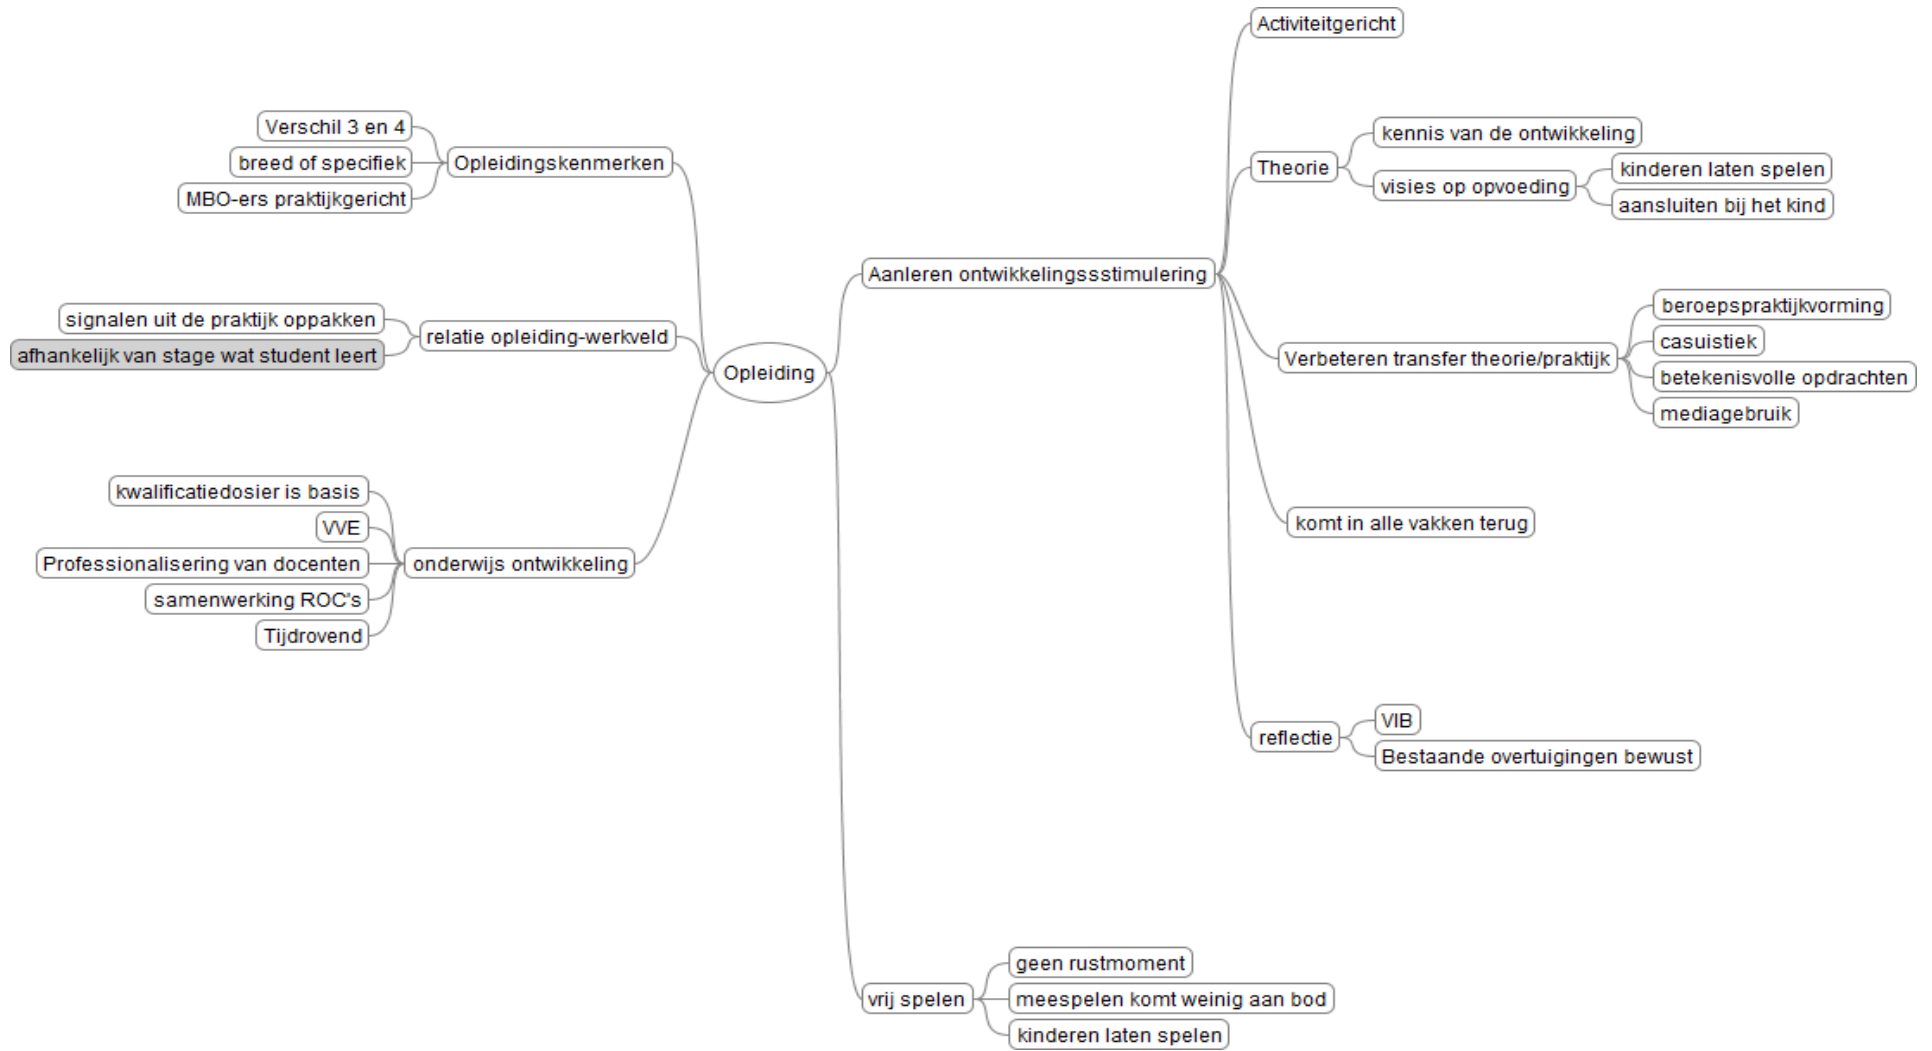 Opleiding
Opleidingskenmerken
Verschil 3 en 4
breed of specifiek
MBO-ers praktijkgericht
relatie opleiding-werkveld
signalen uit de praktijk oppakken
afhankelijk van stage wat student leert
onderwijs ontwikkeling
kwalificatiedosier is basis
VVE
Professionalisering van docenten
samenwerking ROC's
Tijdrovend
Aanleren ontwikkelingssstimulering
Activiteitgericht
Theorie
kennis van de ontwikkeling
visies op opvoeding
kinderen laten spelen
aansluiten bij het kind
Verbeteren transfer theorie/praktijk
beroepspraktijkvorming
casuistiek
betekenisvolle opdrachten
mediagebruik
komt in alle vakken terug
reflectie
VIB
Bestaande overtuigingen bewust
vrij spelen
geen rustmoment
meespelen komt weinig aan bod
kinderen laten spelen